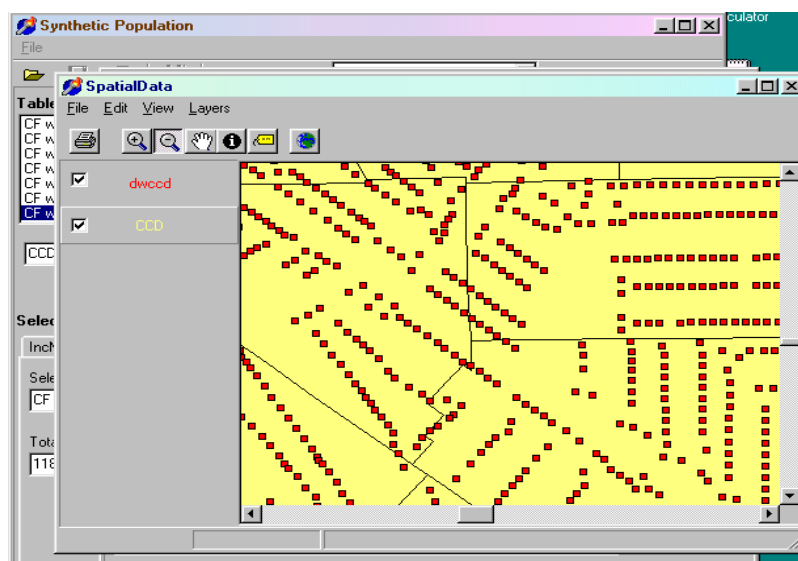 Synthetic Population
culator
File
SpatialData
File Edit View Layers
Table
CF w
CF w
CF w
CF w
CF w
CF w
CF w
dwccd
CCD
CCD
Selec
Sele
CF
Tota
118